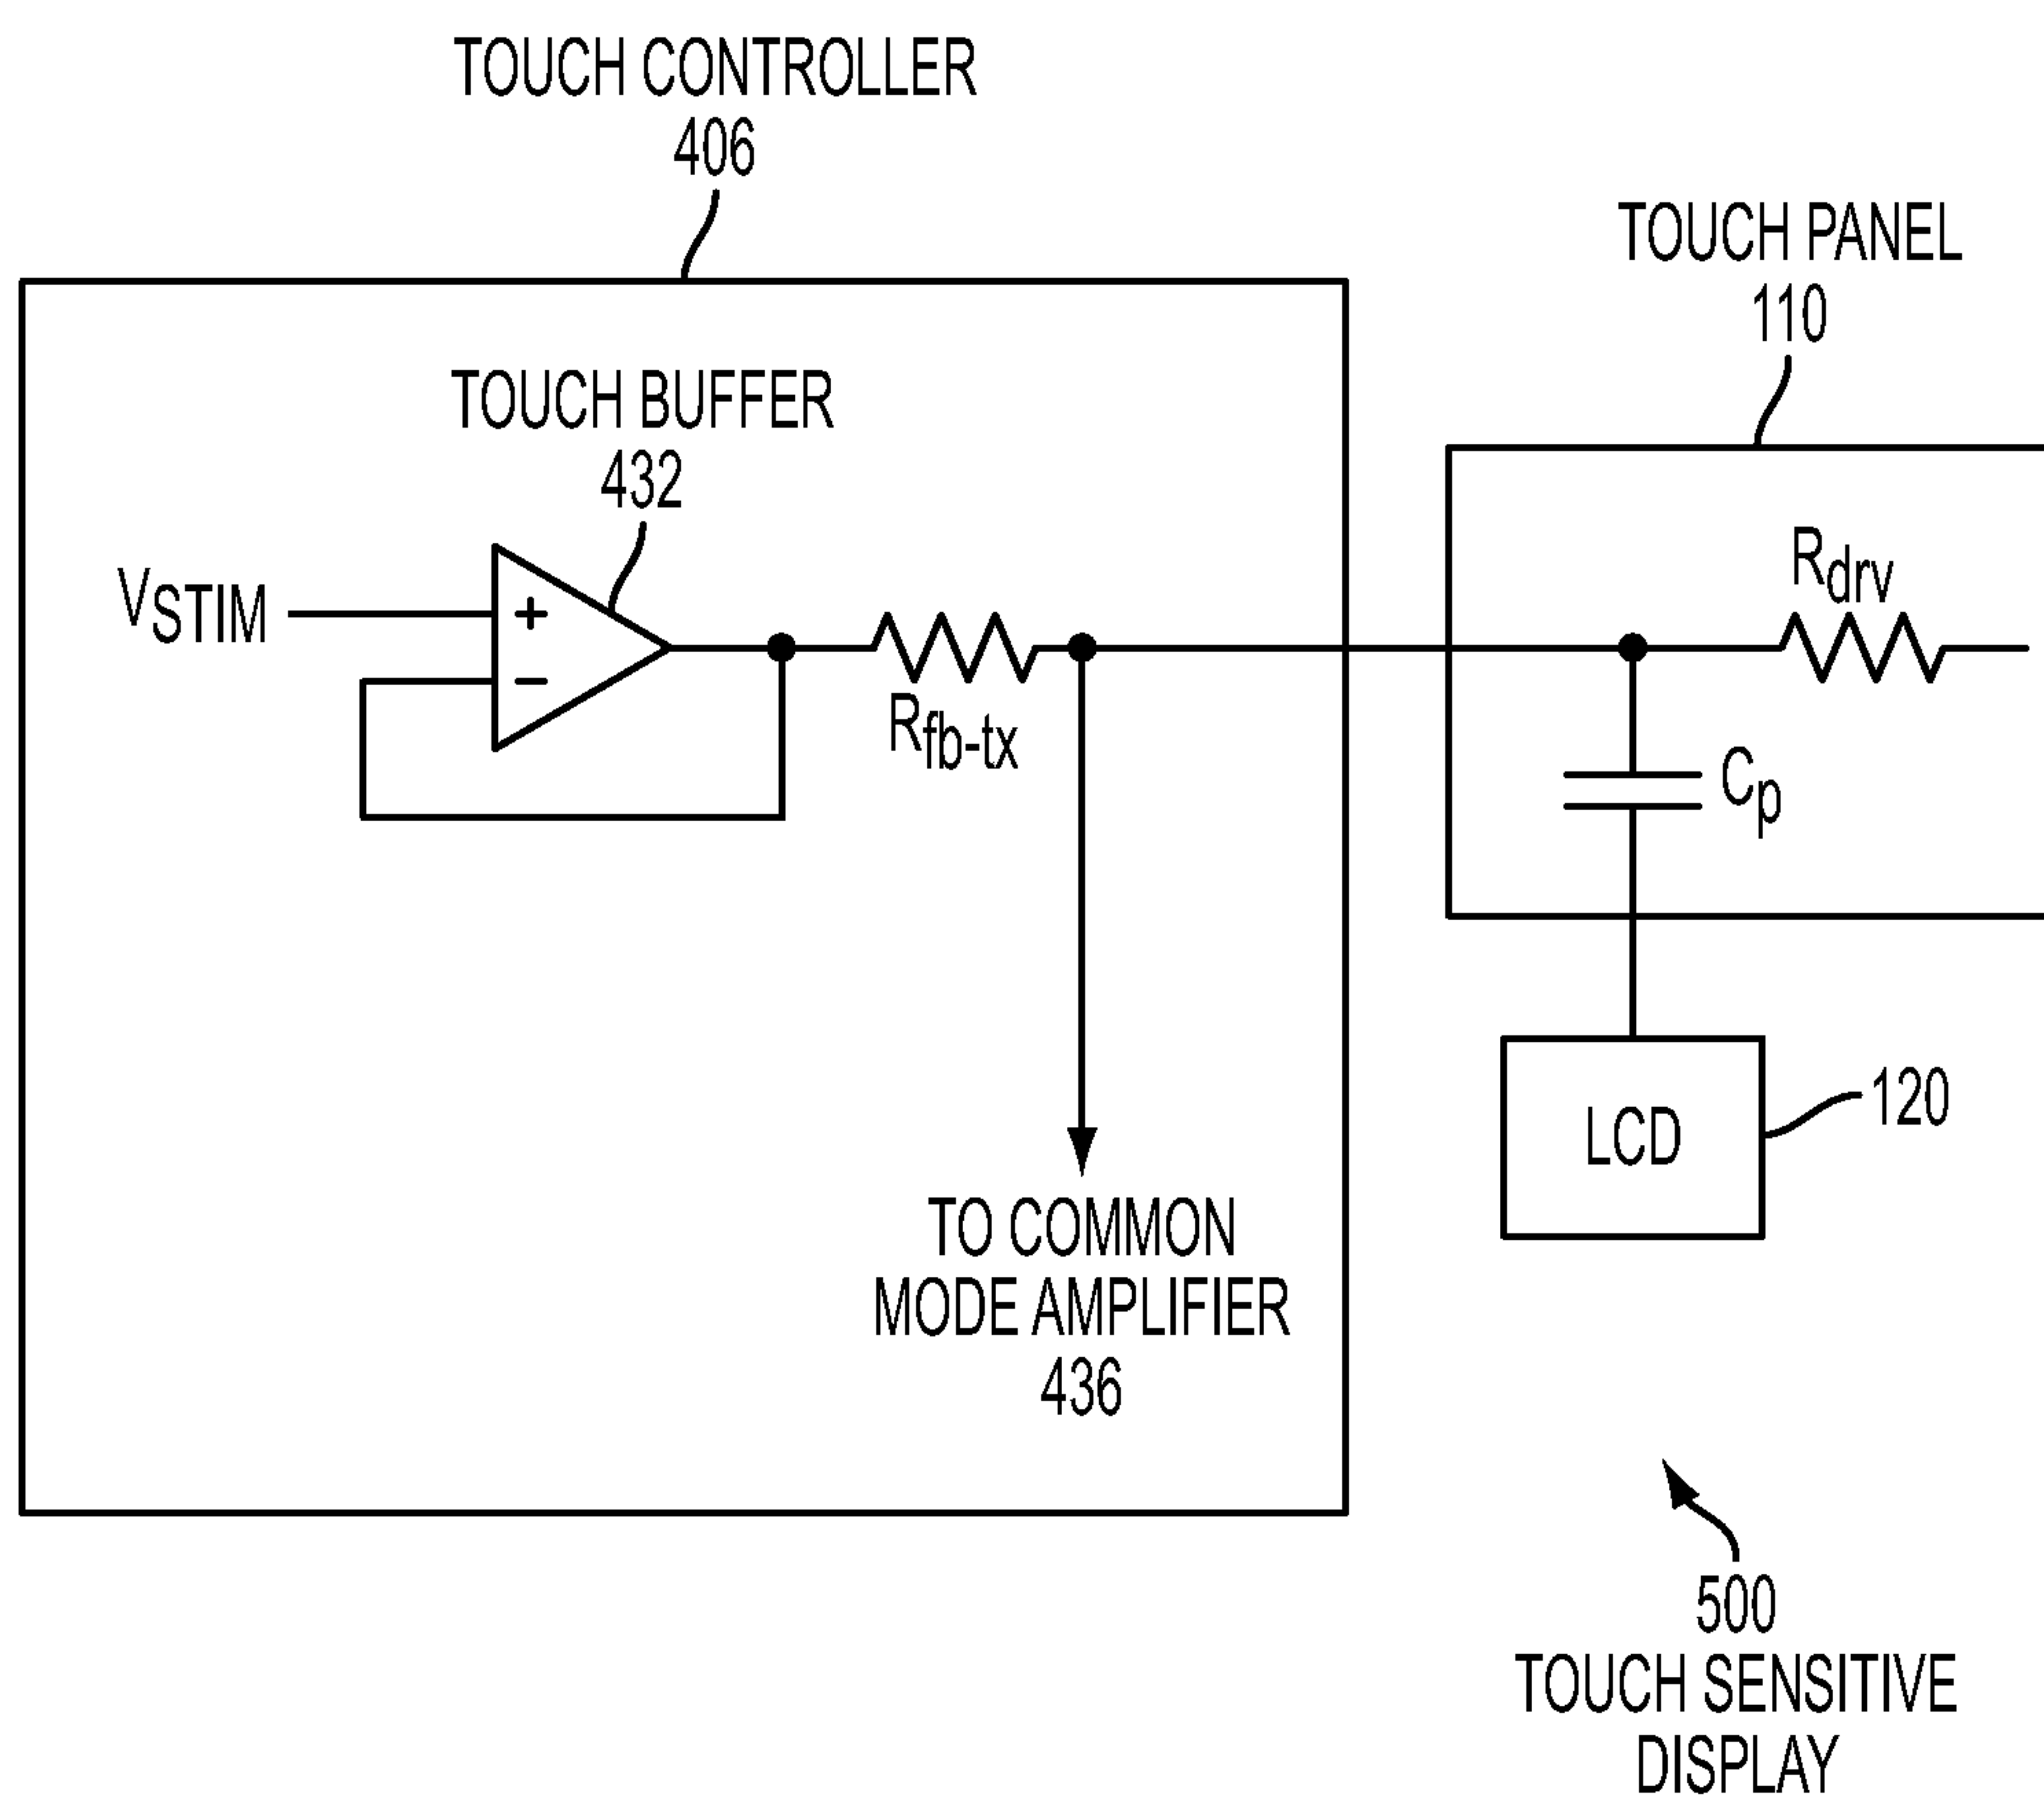 TOUCH CONTROLLER
406
TOUCH PANEL
110
TOUCH BUFFER
432
VSTIM
+
−
Rfb-tx
Rdrv
Cp
LCD
120
TO COMMON
MODE AMPLIFIER
436
500
TOUCH SENSITIVE
DISPLAY